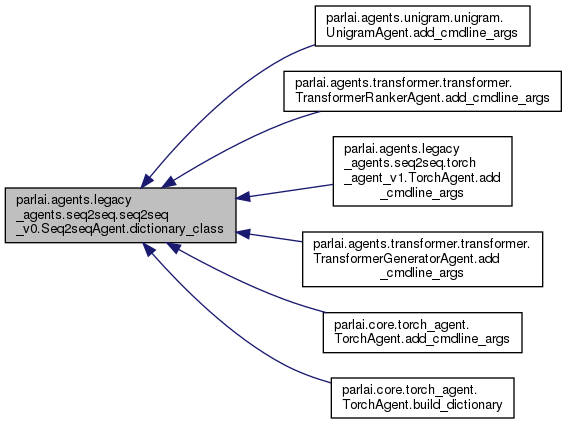 parlai.agents.unigram.unigram.
UnigramAgent.add_cmdline_args
parlai.agents.transformer.transformer.
TransformerRankerAgent.add_cmdline_args
parlai.agents.legacy
_agents.seq2seq.torch
_agent_v1.TorchAgent.add
_cmdline_args
parlai.agents.legacy
_agents.seq2seq.seq2seq
_v0.Seq2seqAgent.dictionary_class
parlai.agents.transformer.transformer.
TransformerGeneratorAgent.add
_cmdline_args
parlai.core.torch_agent.
TorchAgent.add_cmdline_args
parlai.core.torch_agent.
TorchAgent.build_dictionary